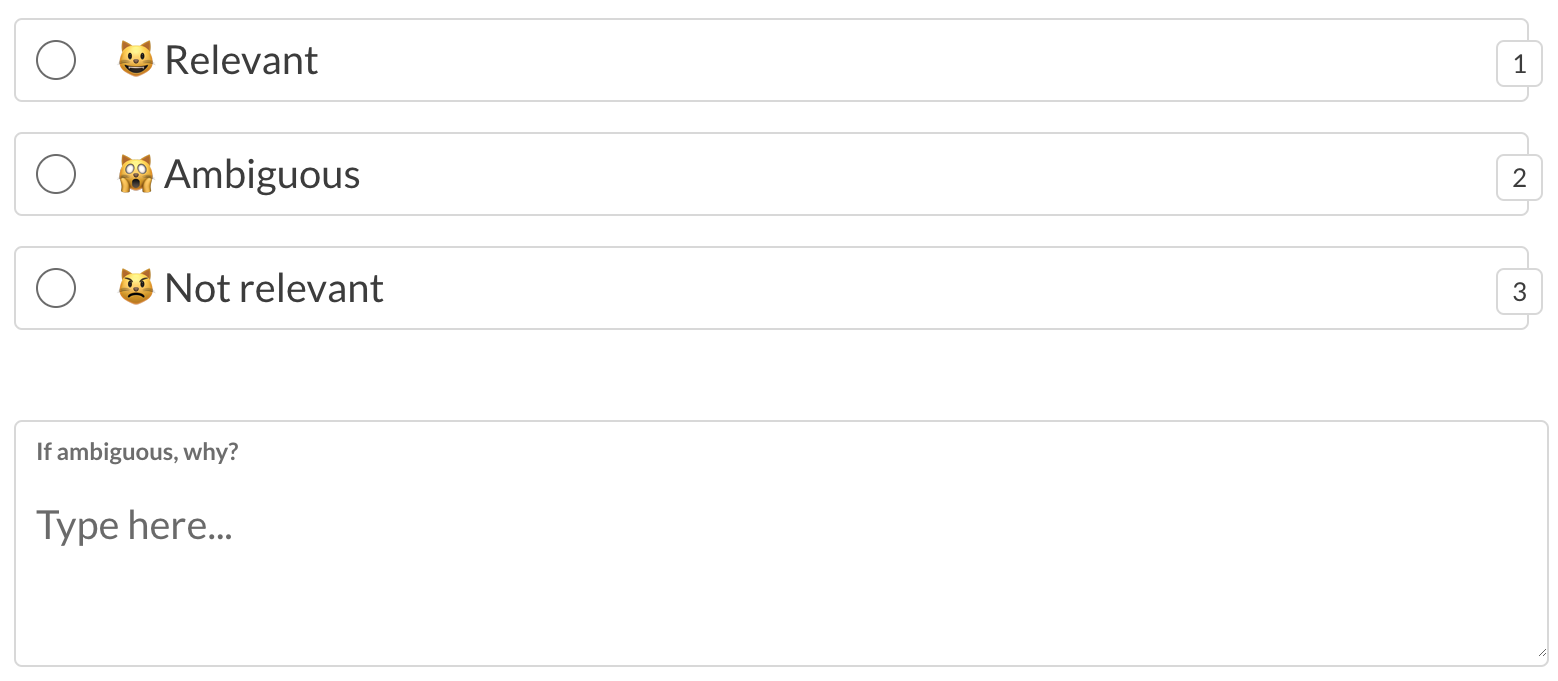 😺 Relevant
1
🙀 Ambiguous
2
😾 Not relevant
3
If ambiguous, why?
Type here...